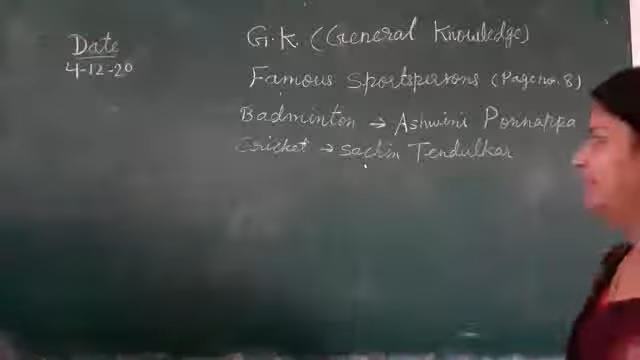 Date
4-12-20
G.K. (General Knowledge)
Famous Sportspersons (Page no. 8)
Badminton → Ashwini Ponnappa
Cricket → Sachin Tendulkar